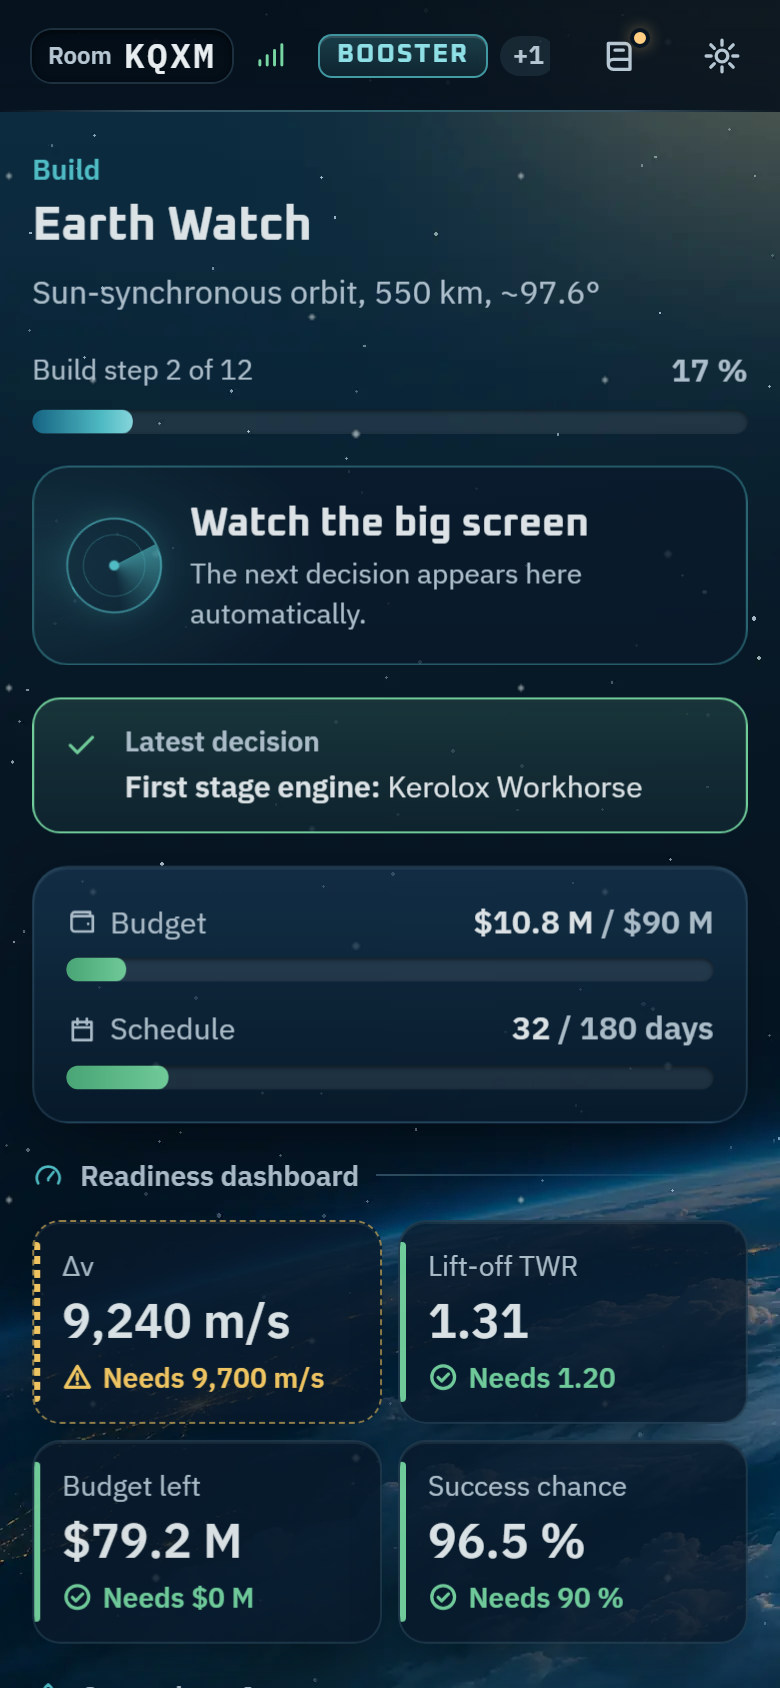 Room KQXM BOOSTER +1
Build
Earth Watch
Sun-synchronous orbit, 550 km, ~97.6°
Build step 2 of 12 17 %
Watch the big screen
The next decision appears here
automatically.
Latest decision
First stage engine: Kerolox Workhorse
Budget $10.8 M / $90 M
Schedule 32 / 180 days
Readiness dashboard
Δv
9,240 m/s
Needs 9,700 m/s
Lift-off TWR
1.31
Needs 1.20
Budget left
$79.2 M
Needs $0 M
Success chance
96.5 %
Needs 90 %